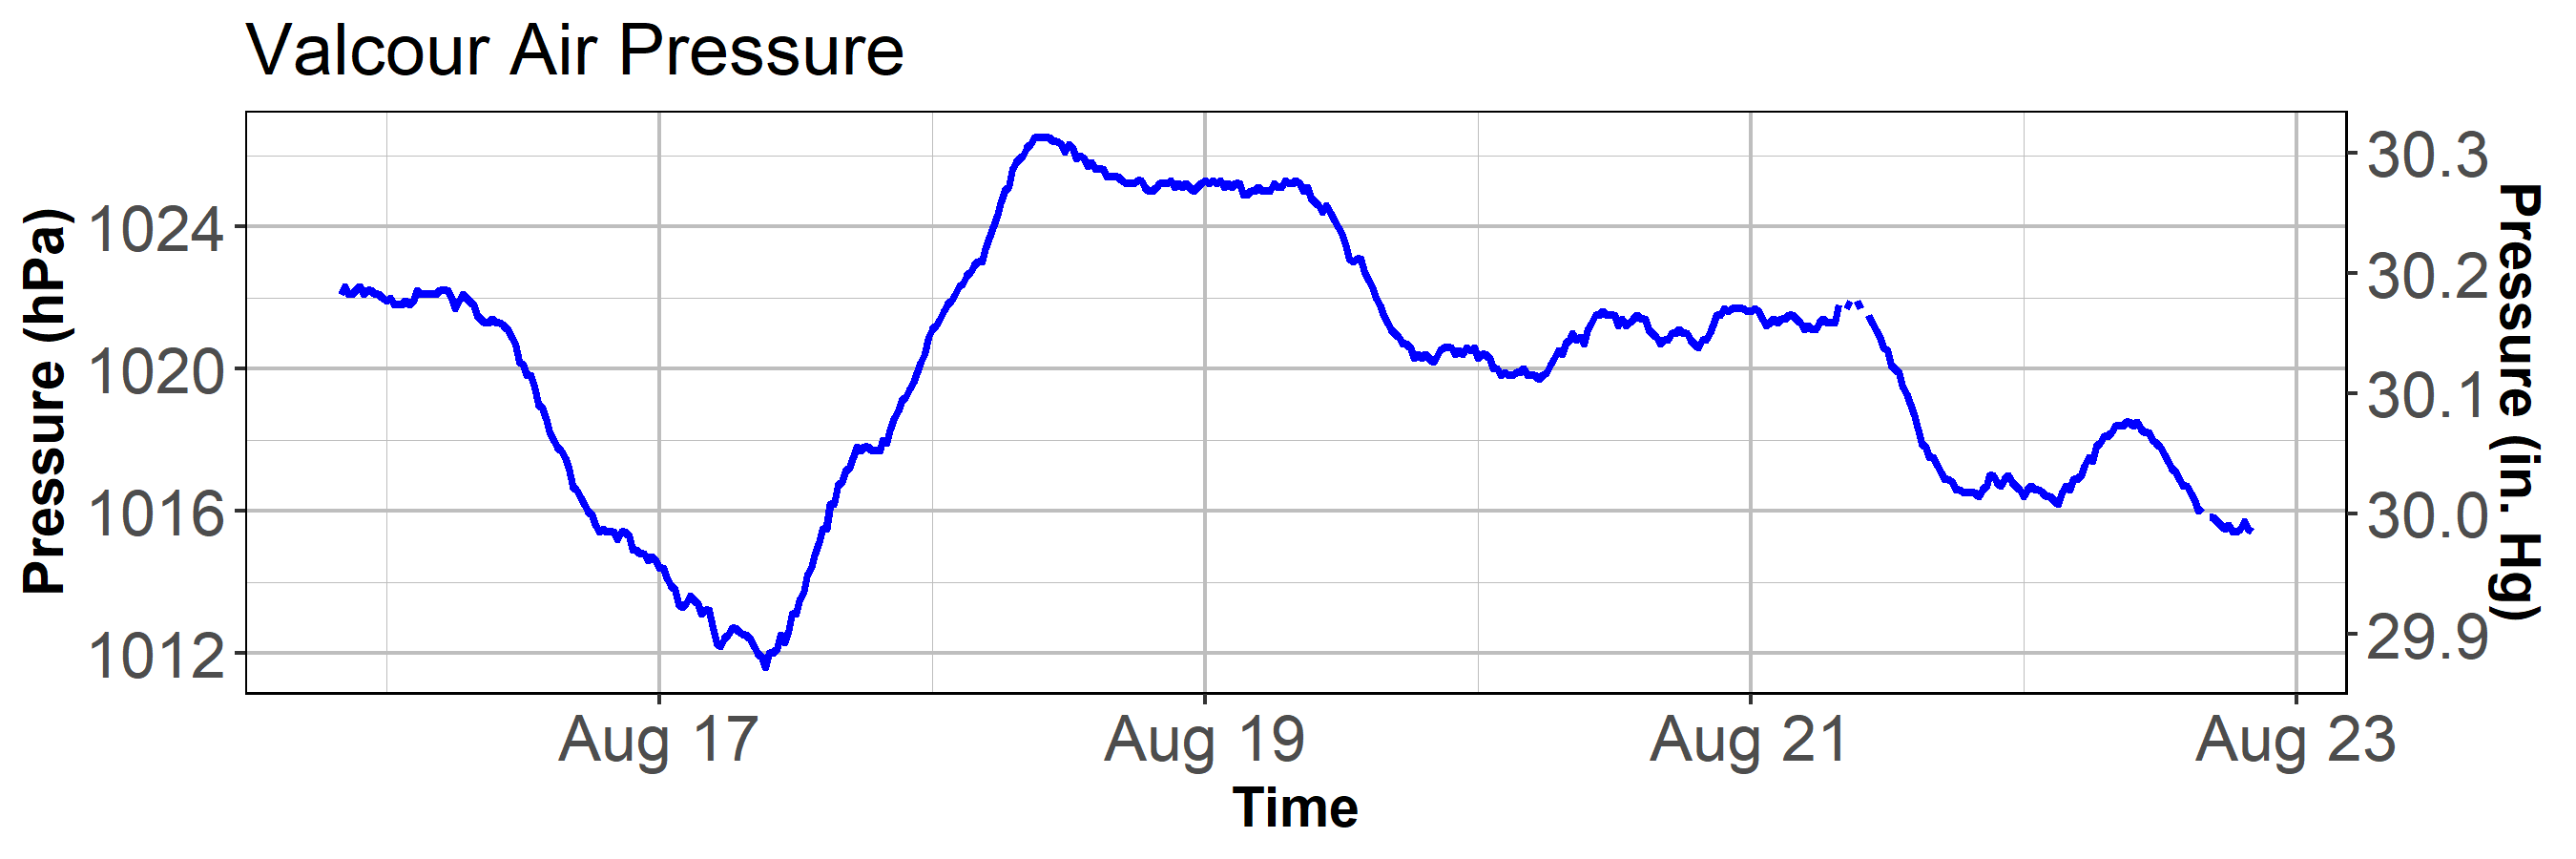 Valcour Air Pressure
Pressure (hPa)
1024
1020
1016
1012
30.3
30.2
30.1
30.0
29.9
Pressure (in. Hg)
Aug 17 Aug 19 Aug 21 Aug 23
Time